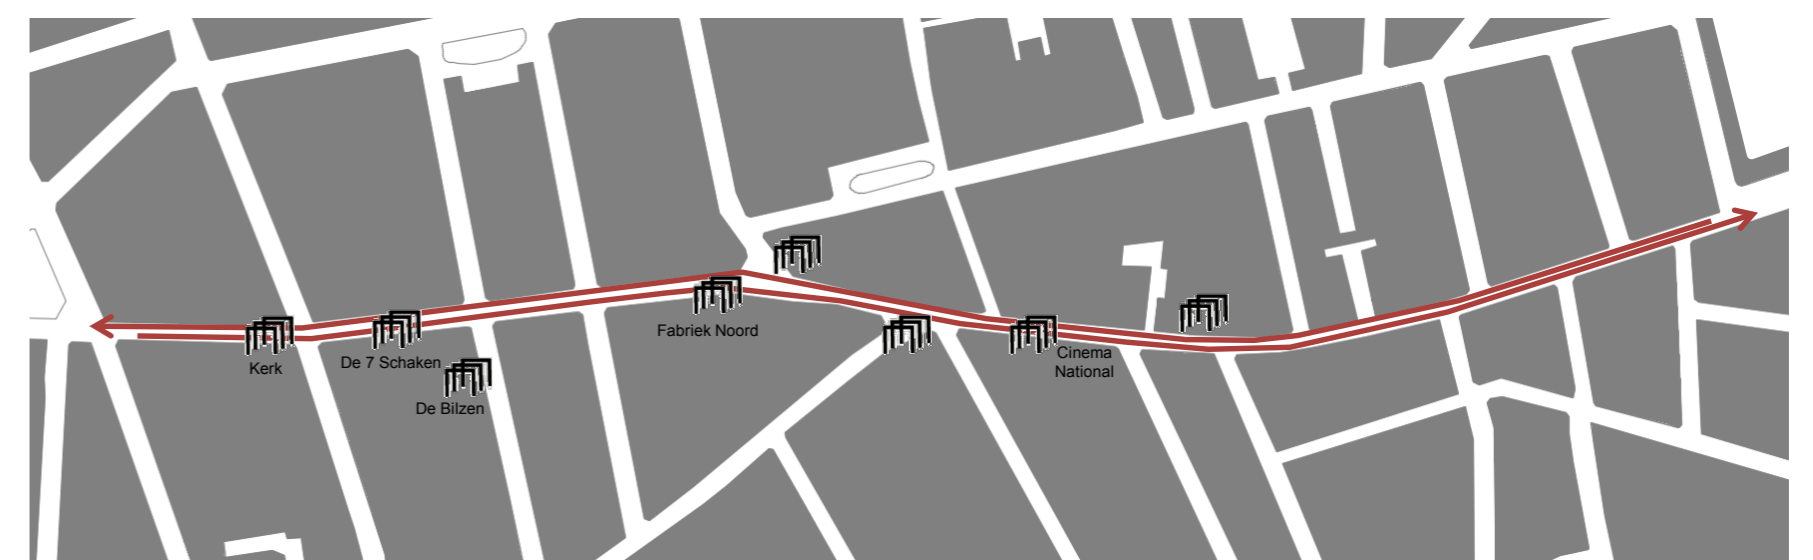 Kerk
De 7 Schaken
De Bilzen
Fabriek Noord
Cinema
National